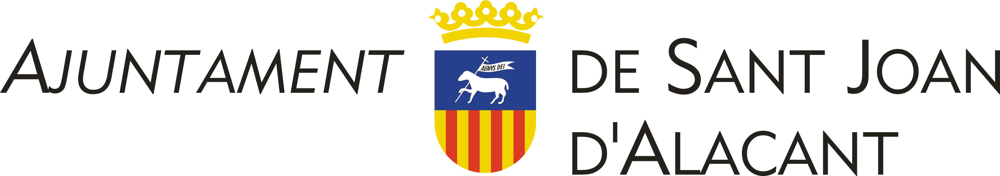 AJUNTAMENT DE SANT JOAN
D'ALACANT
AGNVS DEI